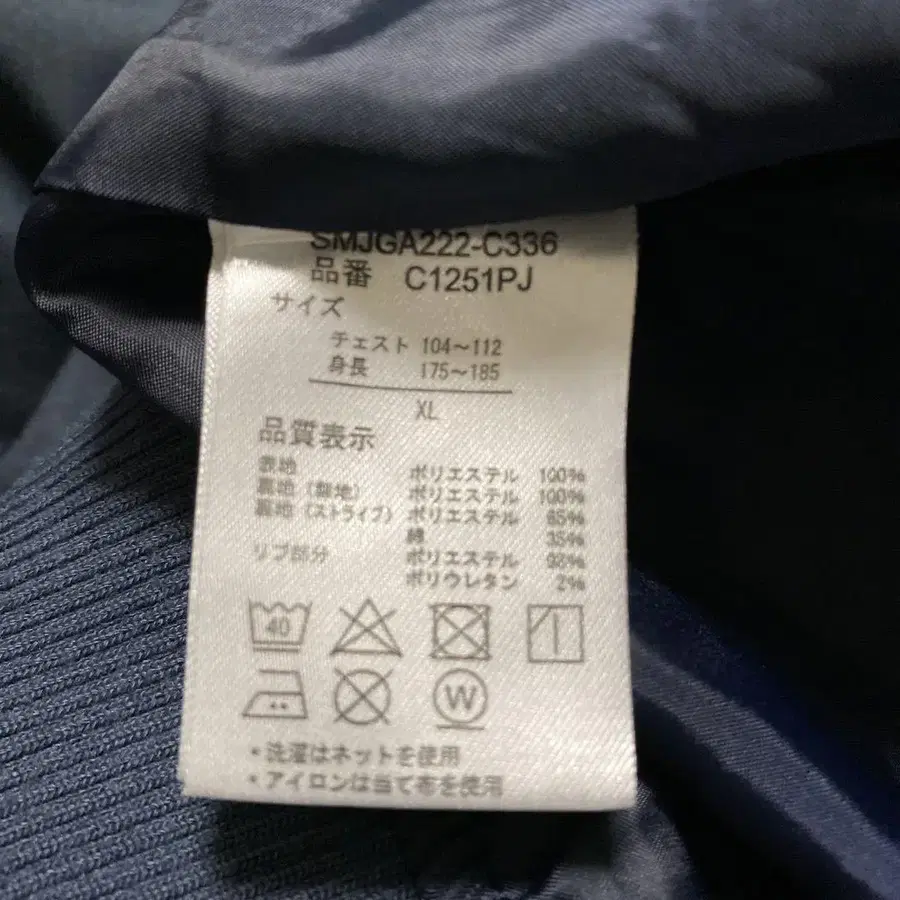 SMJGA222-C336
品番 C1251PJ
サイズ
チェスト 104～112
身長 175～185
XL
品質表示
表地 ポリエステル 100%
裏地（盤地） ポリエステル 100%
裏地（ストライプ） ポリエステル 65%
綿 35%
リブ部分 ポリエステル 98%
ポリウレタン 2%
40
W
・洗濯はネットを使用
・アイロンは当て布を使用